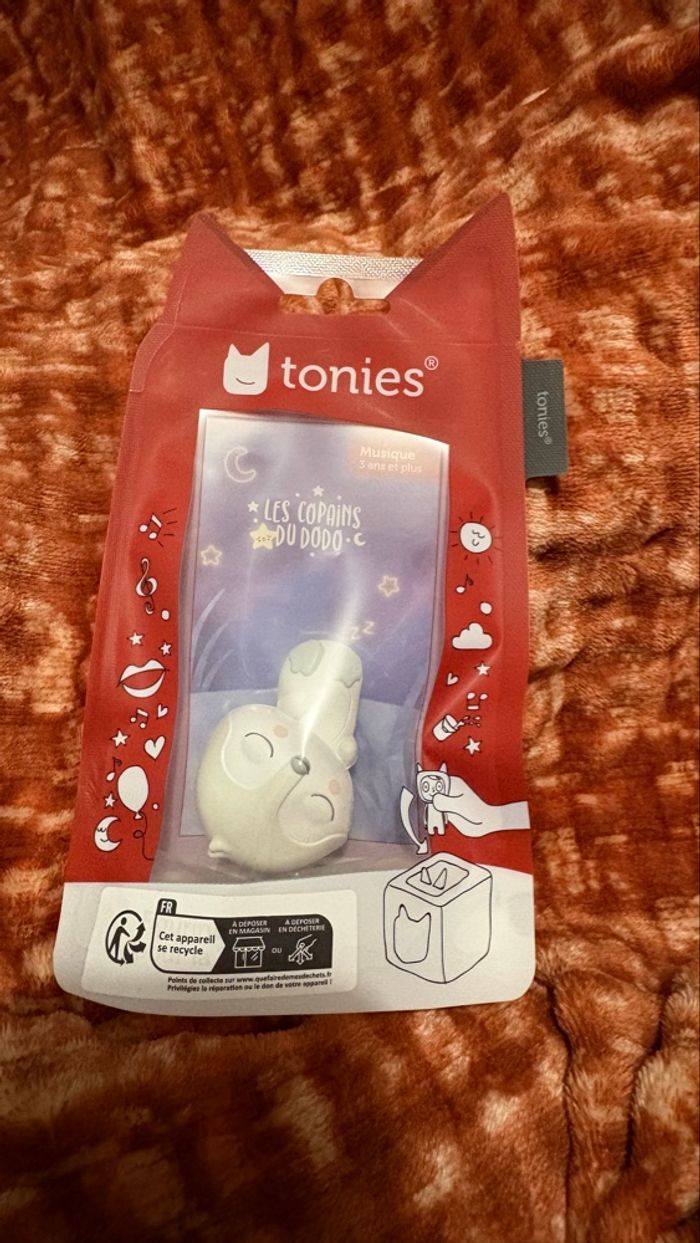 tonies®
tonies®
Musique
3 ans et plus
LES COPAINS
DU DODO
ZZ
FR
Cet appareil
se recycle
À DÉPOSER
EN MAGASIN
OU
À DÉPOSER
EN DÉCHÈTERIE
Points de collecte sur www.quefairedemesdechets.fr
Privilégiez la réparation ou le don de votre appareil !